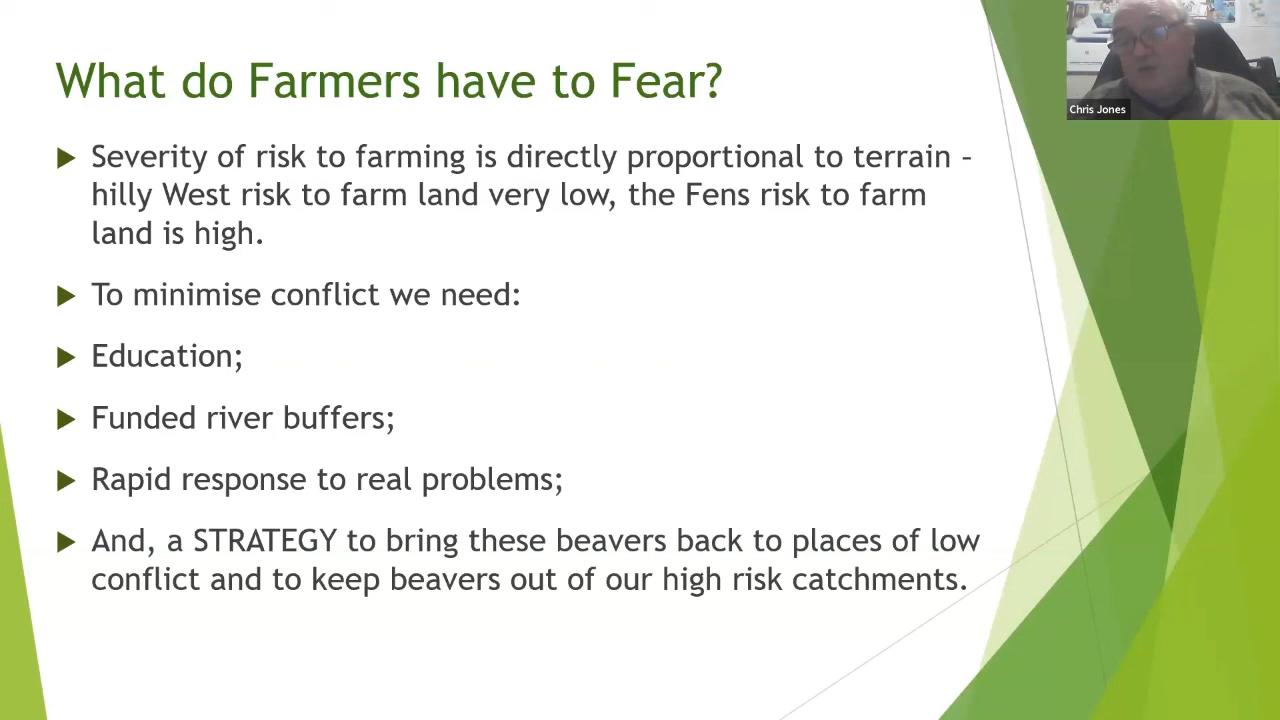 What do Farmers have to Fear?
Severity of risk to farming is directly proportional to terrain –
hilly West risk to farm land very low, the Fens risk to farm
land is high.
To minimise conflict we need:
Education;
Funded river buffers;
Rapid response to real problems;
And, a STRATEGY to bring these beavers back to places of low
conflict and to keep beavers out of our high risk catchments.
Chris Jones